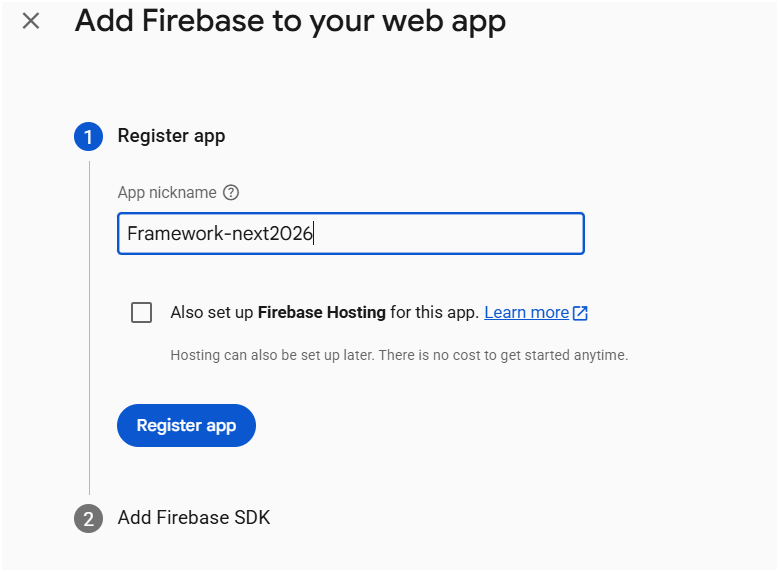 Add Firebase to your web app
1 Register app
App nickname ?
Framework-next2026
Also set up Firebase Hosting for this app. Learn more
Hosting can also be set up later. There is no cost to get started anytime.
Register app
2 Add Firebase SDK